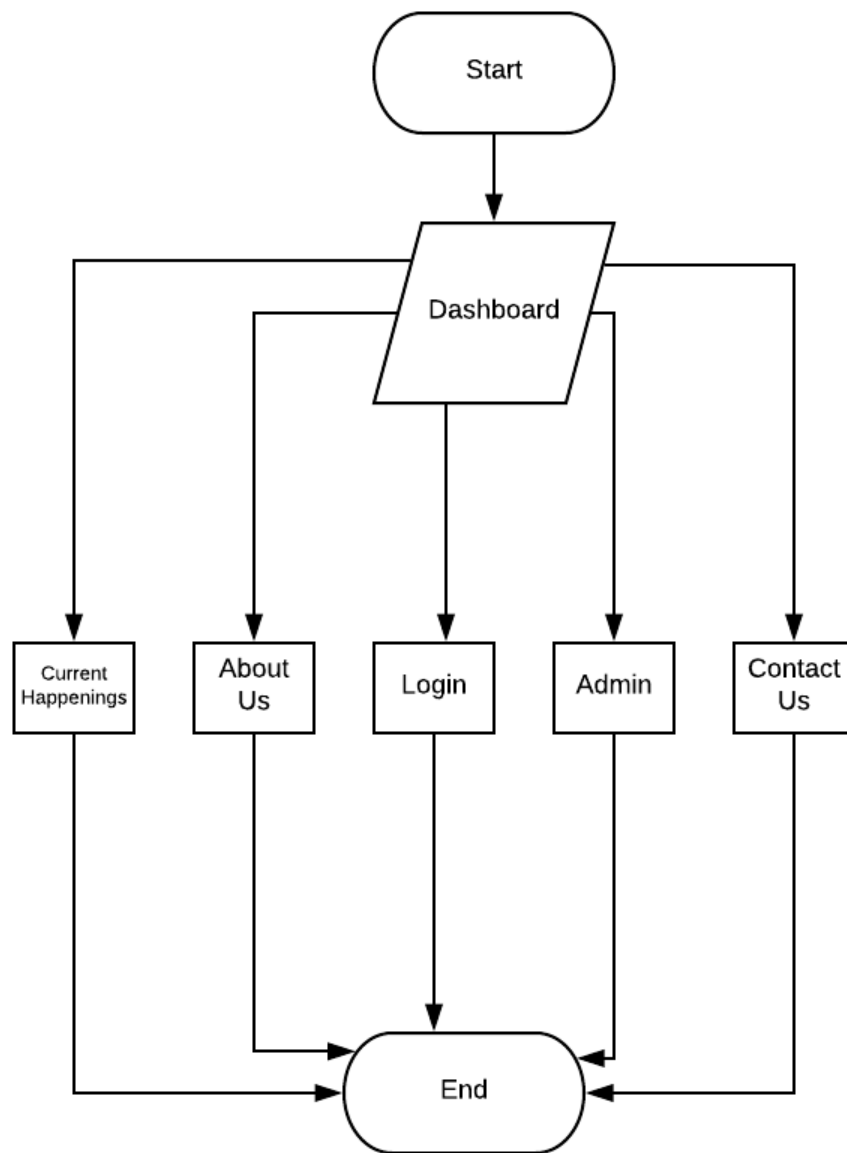 Start
Dashboard
Current
Happenings
About
Us
Login
Admin
Contact
Us
End